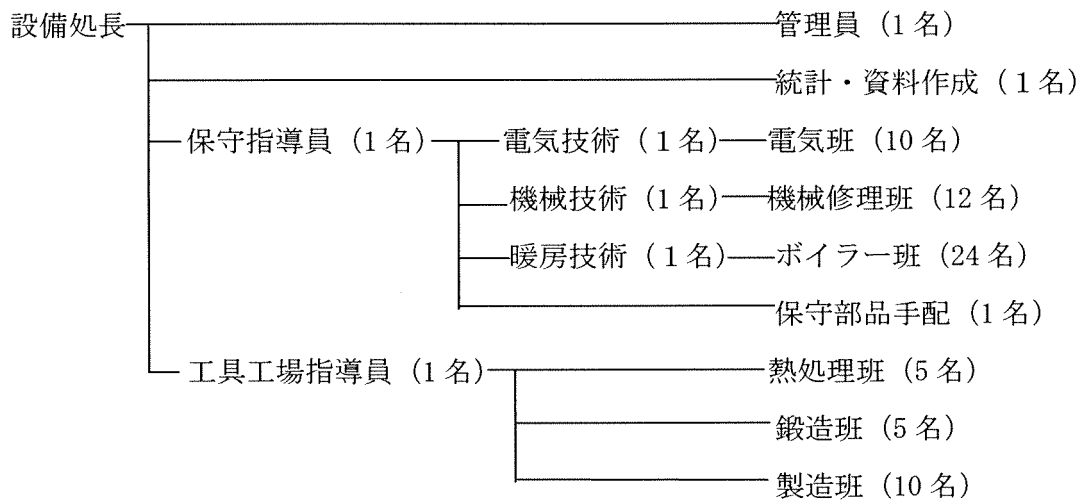 設備処長 管理員（1名）
統計・資料作成（１名）
保守指導員（1名） 電気技術（１名） 電気班（10名）
機械技術（1名） 機械修理班（12名）
暖房技術（１名） ボイラー班（24名）
保守部品手配（1名）
工具工場指導員（1名） 熱処理班（5名）
鍛造班（5名）
製造班（10名）